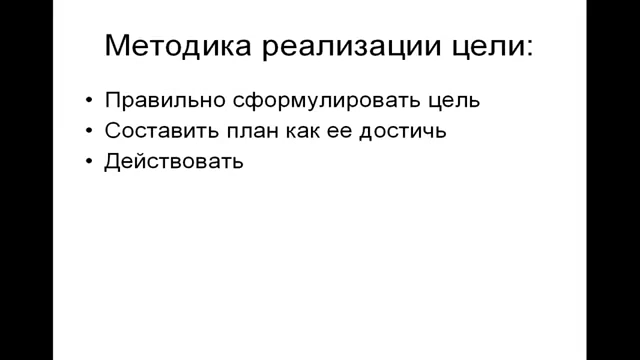 Методика реализации цели:
• Правильно сформулировать цель
• Составить план как ее достичь
• Действовать